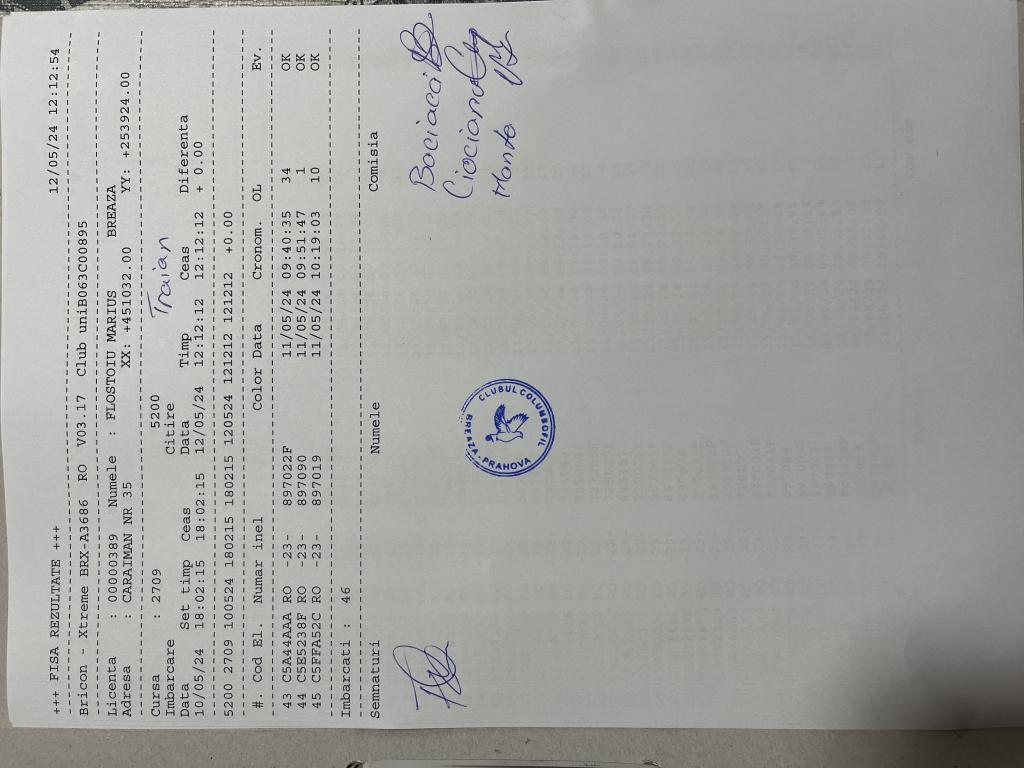 +++ FISA REZULTATE +++ 12/05/24 12:12:54
Bricon - Xtreme BRX-A3686 RO V03.17 Club uniB063C00895
Licenta : 00000389 Numele : FLOSTOIU MARIUS BREAZA
Adresa : CARAIMAN NR 35 XX: +451032.00 YY: +253924.00
Cursa : 2709 5200 Traian
Imbarcare Citire
Data Set timp Ceas Data Timp Ceas Diferenta
10/05/24 18:02:15 18:02:15 12/05/24 12:12:12 12:12:12 + 0:00
5200 2709 100524 180215 180215 120524 121212 121212 +0.00
#. Cod El. Numar inel Color Data Cronom. OL Ev.
43 C5A44AAA RO -23- 897022F 11/05/24 09:40:35 34 OK
44 C5E5238F RO -23- 897090 11/05/24 09:51:47 1 OK
45 C5FFA52C RO -23- 897019 11/05/24 10:19:03 10 OK
Imbarcati : 46
Semnaturi Numele Comisia
CLUBUL COLUMBOFIL
BREAZA - PRAHOVA